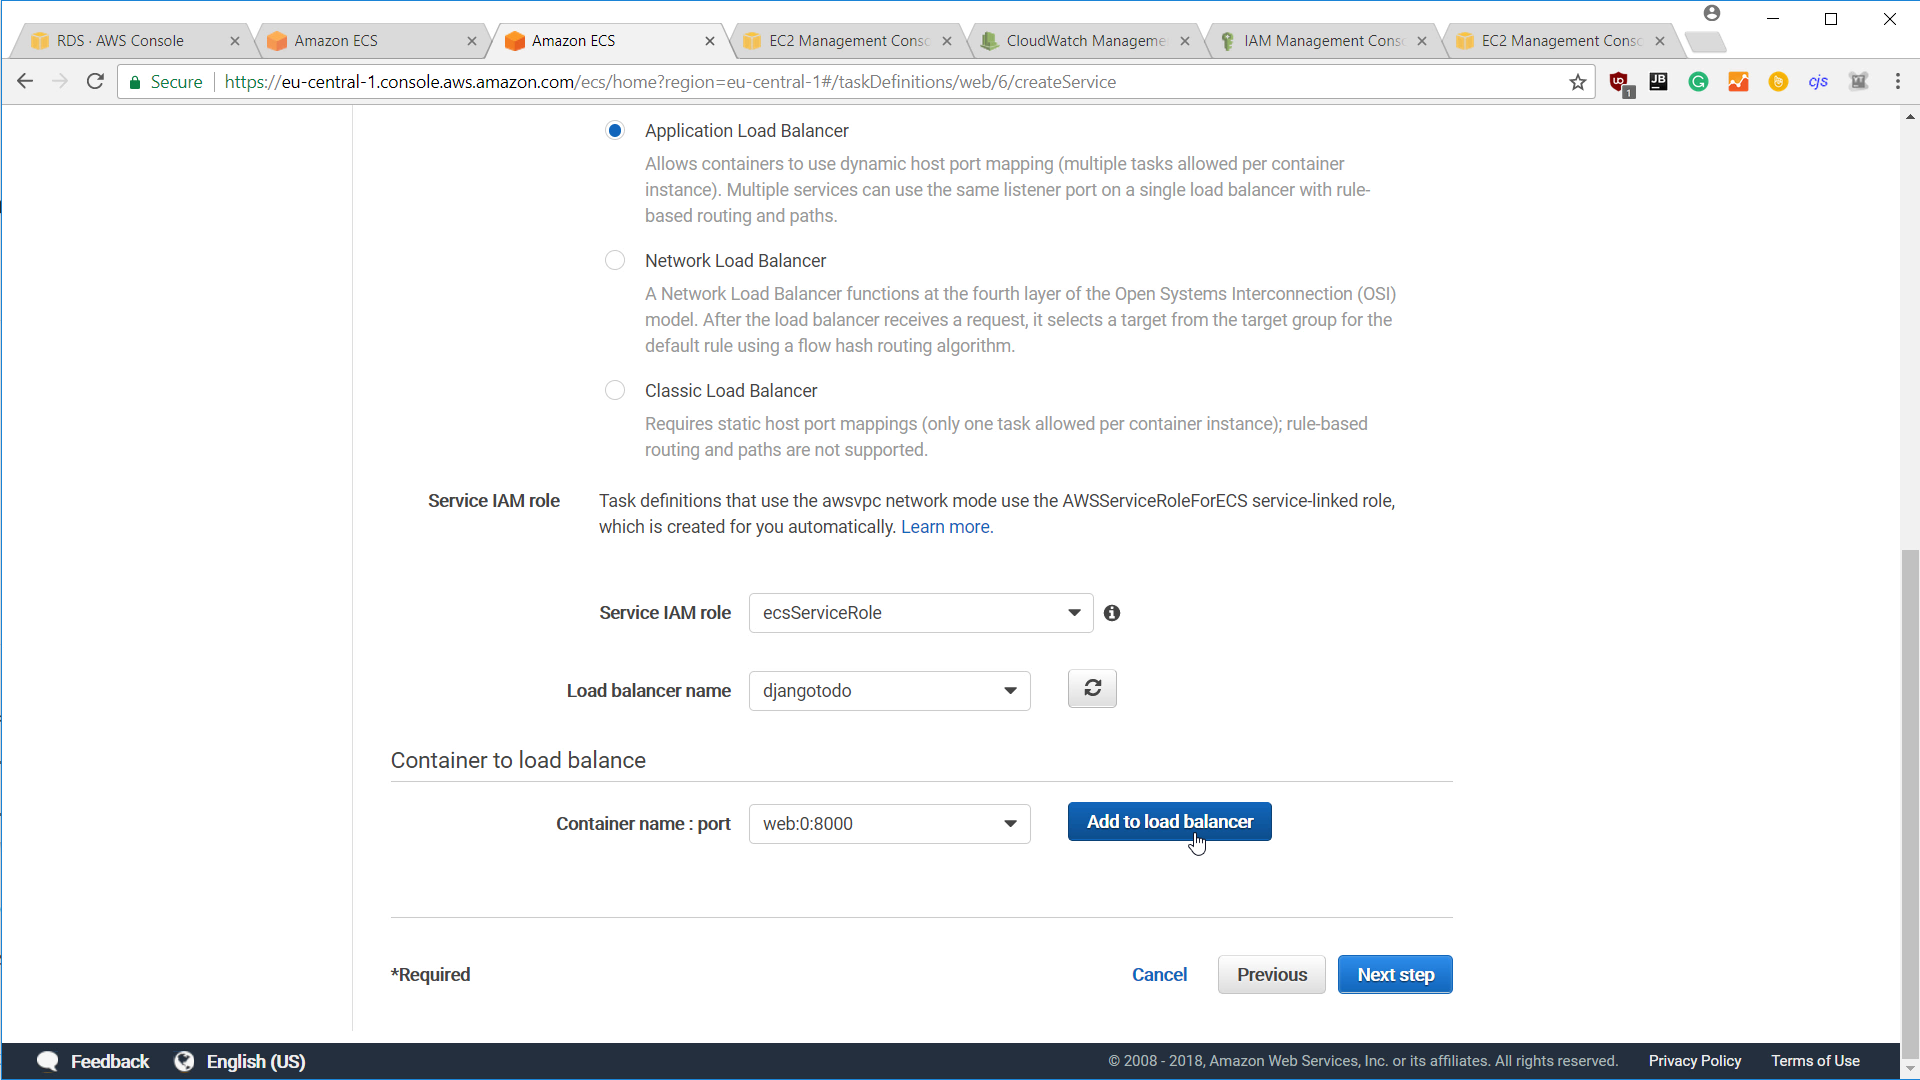 RDS · AWS Console
Amazon ECS
Amazon ECS
EC2 Management Conso
CloudWatch Manageme
IAM Management Conso
EC2 Management Conso
Secure
https://eu-central-1.console.aws.amazon.com/ecs/home?region=eu-central-1#/taskDefinitions/web/6/createService
1
JB
cjs
Application Load Balancer
Allows containers to use dynamic host port mapping (multiple tasks allowed per container
instance). Multiple services can use the same listener port on a single load balancer with rule-
based routing and paths.
Network Load Balancer
A Network Load Balancer functions at the fourth layer of the Open Systems Interconnection (OSI)
model. After the load balancer receives a request, it selects a target from the target group for the
default rule using a flow hash routing algorithm.
Classic Load Balancer
Requires static host port mappings (only one task allowed per container instance); rule-based
routing and paths are not supported.
Service IAM role
Task definitions that use the awsvpc network mode use the AWSServiceRoleForECS service-linked role,
which is created for you automatically. Learn more.
Service IAM role
ecsServiceRole
Load balancer name
djangotodo
Container to load balance
Container name : port
web:0:8000
Add to load balancer
*Required
Cancel
Previous
Next step
Feedback
English (US)
© 2008 - 2018, Amazon Web Services, Inc. or its affiliates. All rights reserved.
Privacy Policy
Terms of Use